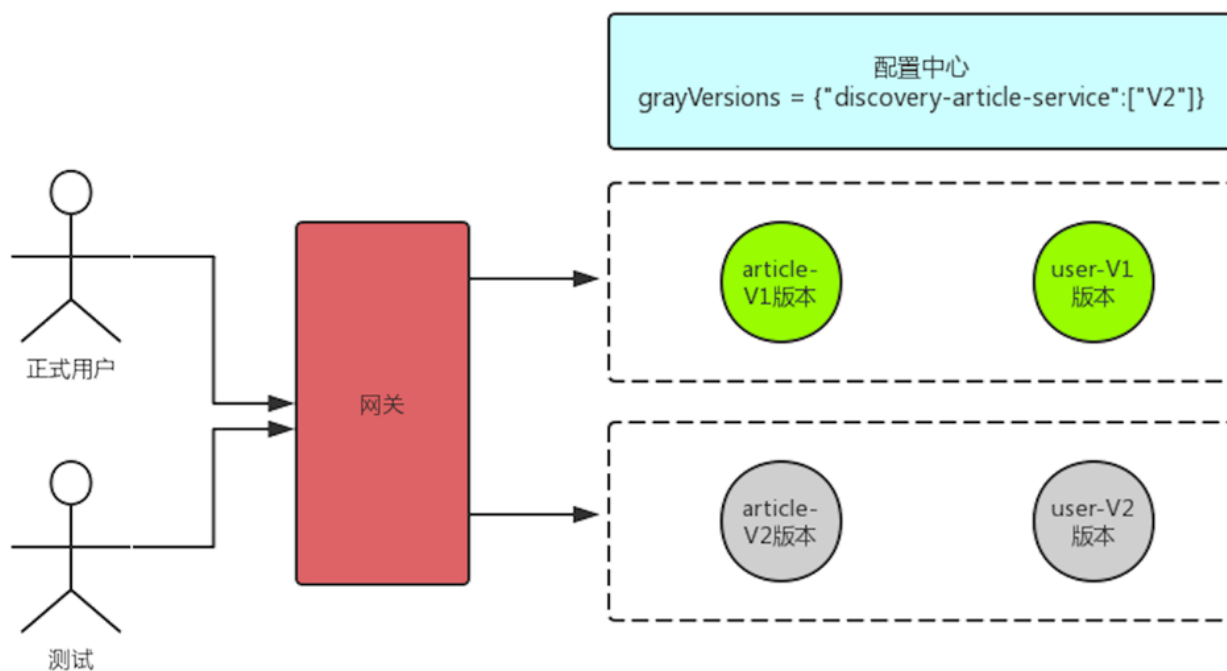 配置中心
grayVersions = {"discovery-article-service":["V2"]}
article-
V1版本
user-V1
版本
正式用户
网关
article-
V2版本
user-V2
版本
测试